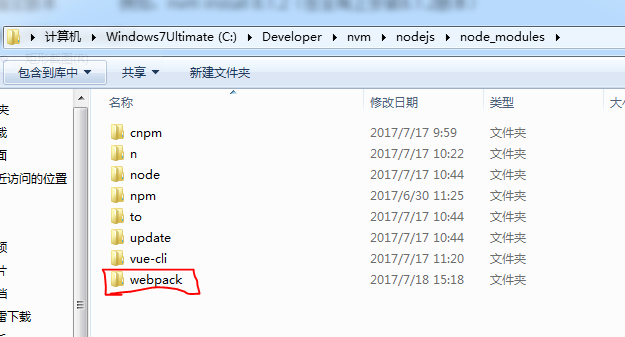 计算机 Windows7Ultimate (C:) Developer nvm nodejs node_modules
包含到库中 共享 新建文件夹
名称 修改日期 类型 大小
cnpm 2017/7/17 9:59 文件夹
n 2017/7/17 10:22 文件夹
node 2017/7/17 10:44 文件夹
npm 2017/6/30 11:25 文件夹
to 2017/7/17 10:44 文件夹
update 2017/7/17 10:44 文件夹
vue-cli 2017/7/17 11:20 文件夹
webpack 2017/7/18 15:18 文件夹
夹
面
近访问的位置
频
片
档
雷下载